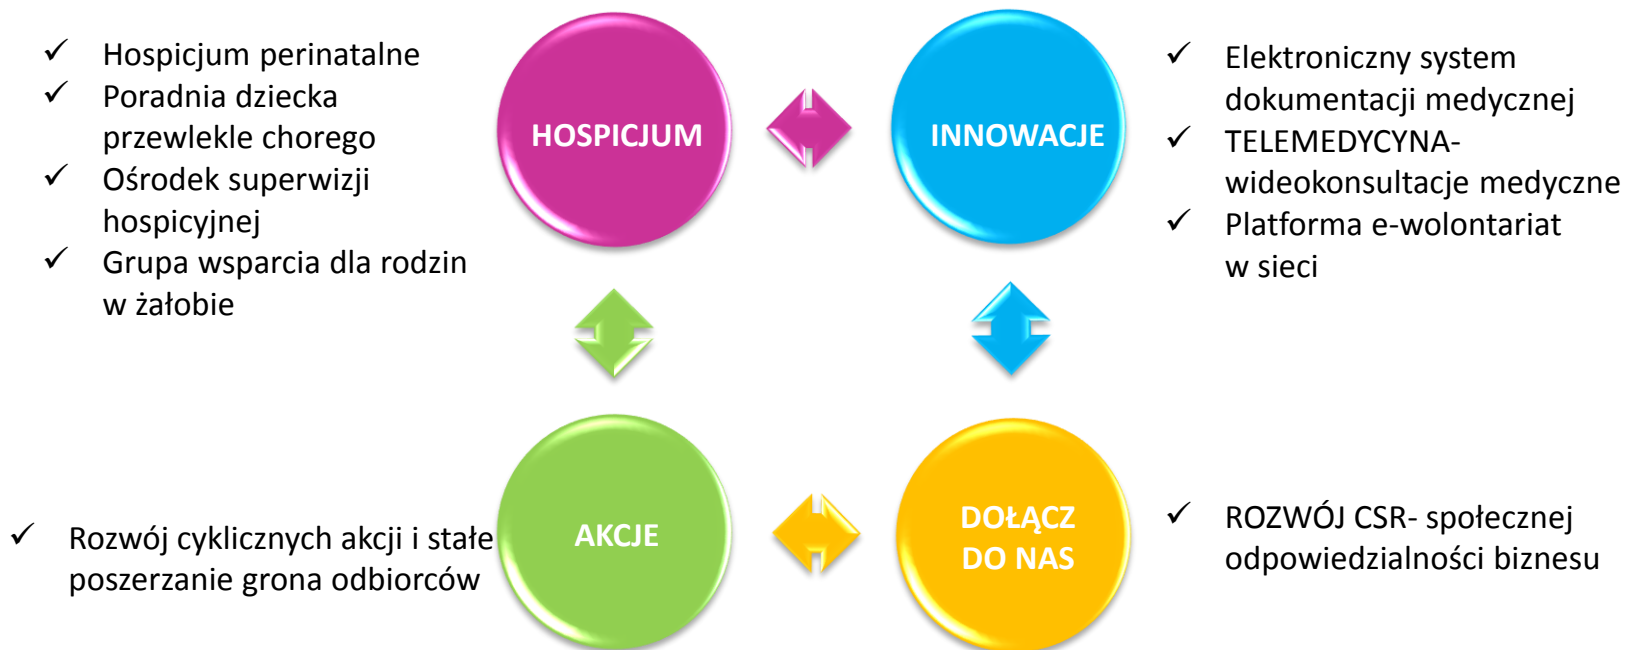 ✓ Hospicjum perinatalne
✓ Poradnia dziecka
przewlekle chorego
✓ Ośrodek superwizji
hospicyjnej
✓ Grupa wsparcia dla rodzin
w żałobie
HOSPICJUM
INNOWACJE
✓ Elektroniczny system
dokumentacji medycznej
✓ TELEMEDYCYNA-
wideokonsultacje medyczne
✓ Platforma e-wolontariat
w sieci
✓ Rozwój cyklicznych akcji i stałe
poszerzanie grona odbiorców
AKCJE
DOŁĄCZ
DO NAS
✓ ROZWÓJ CSR- społecznej
odpowiedzialności biznesu